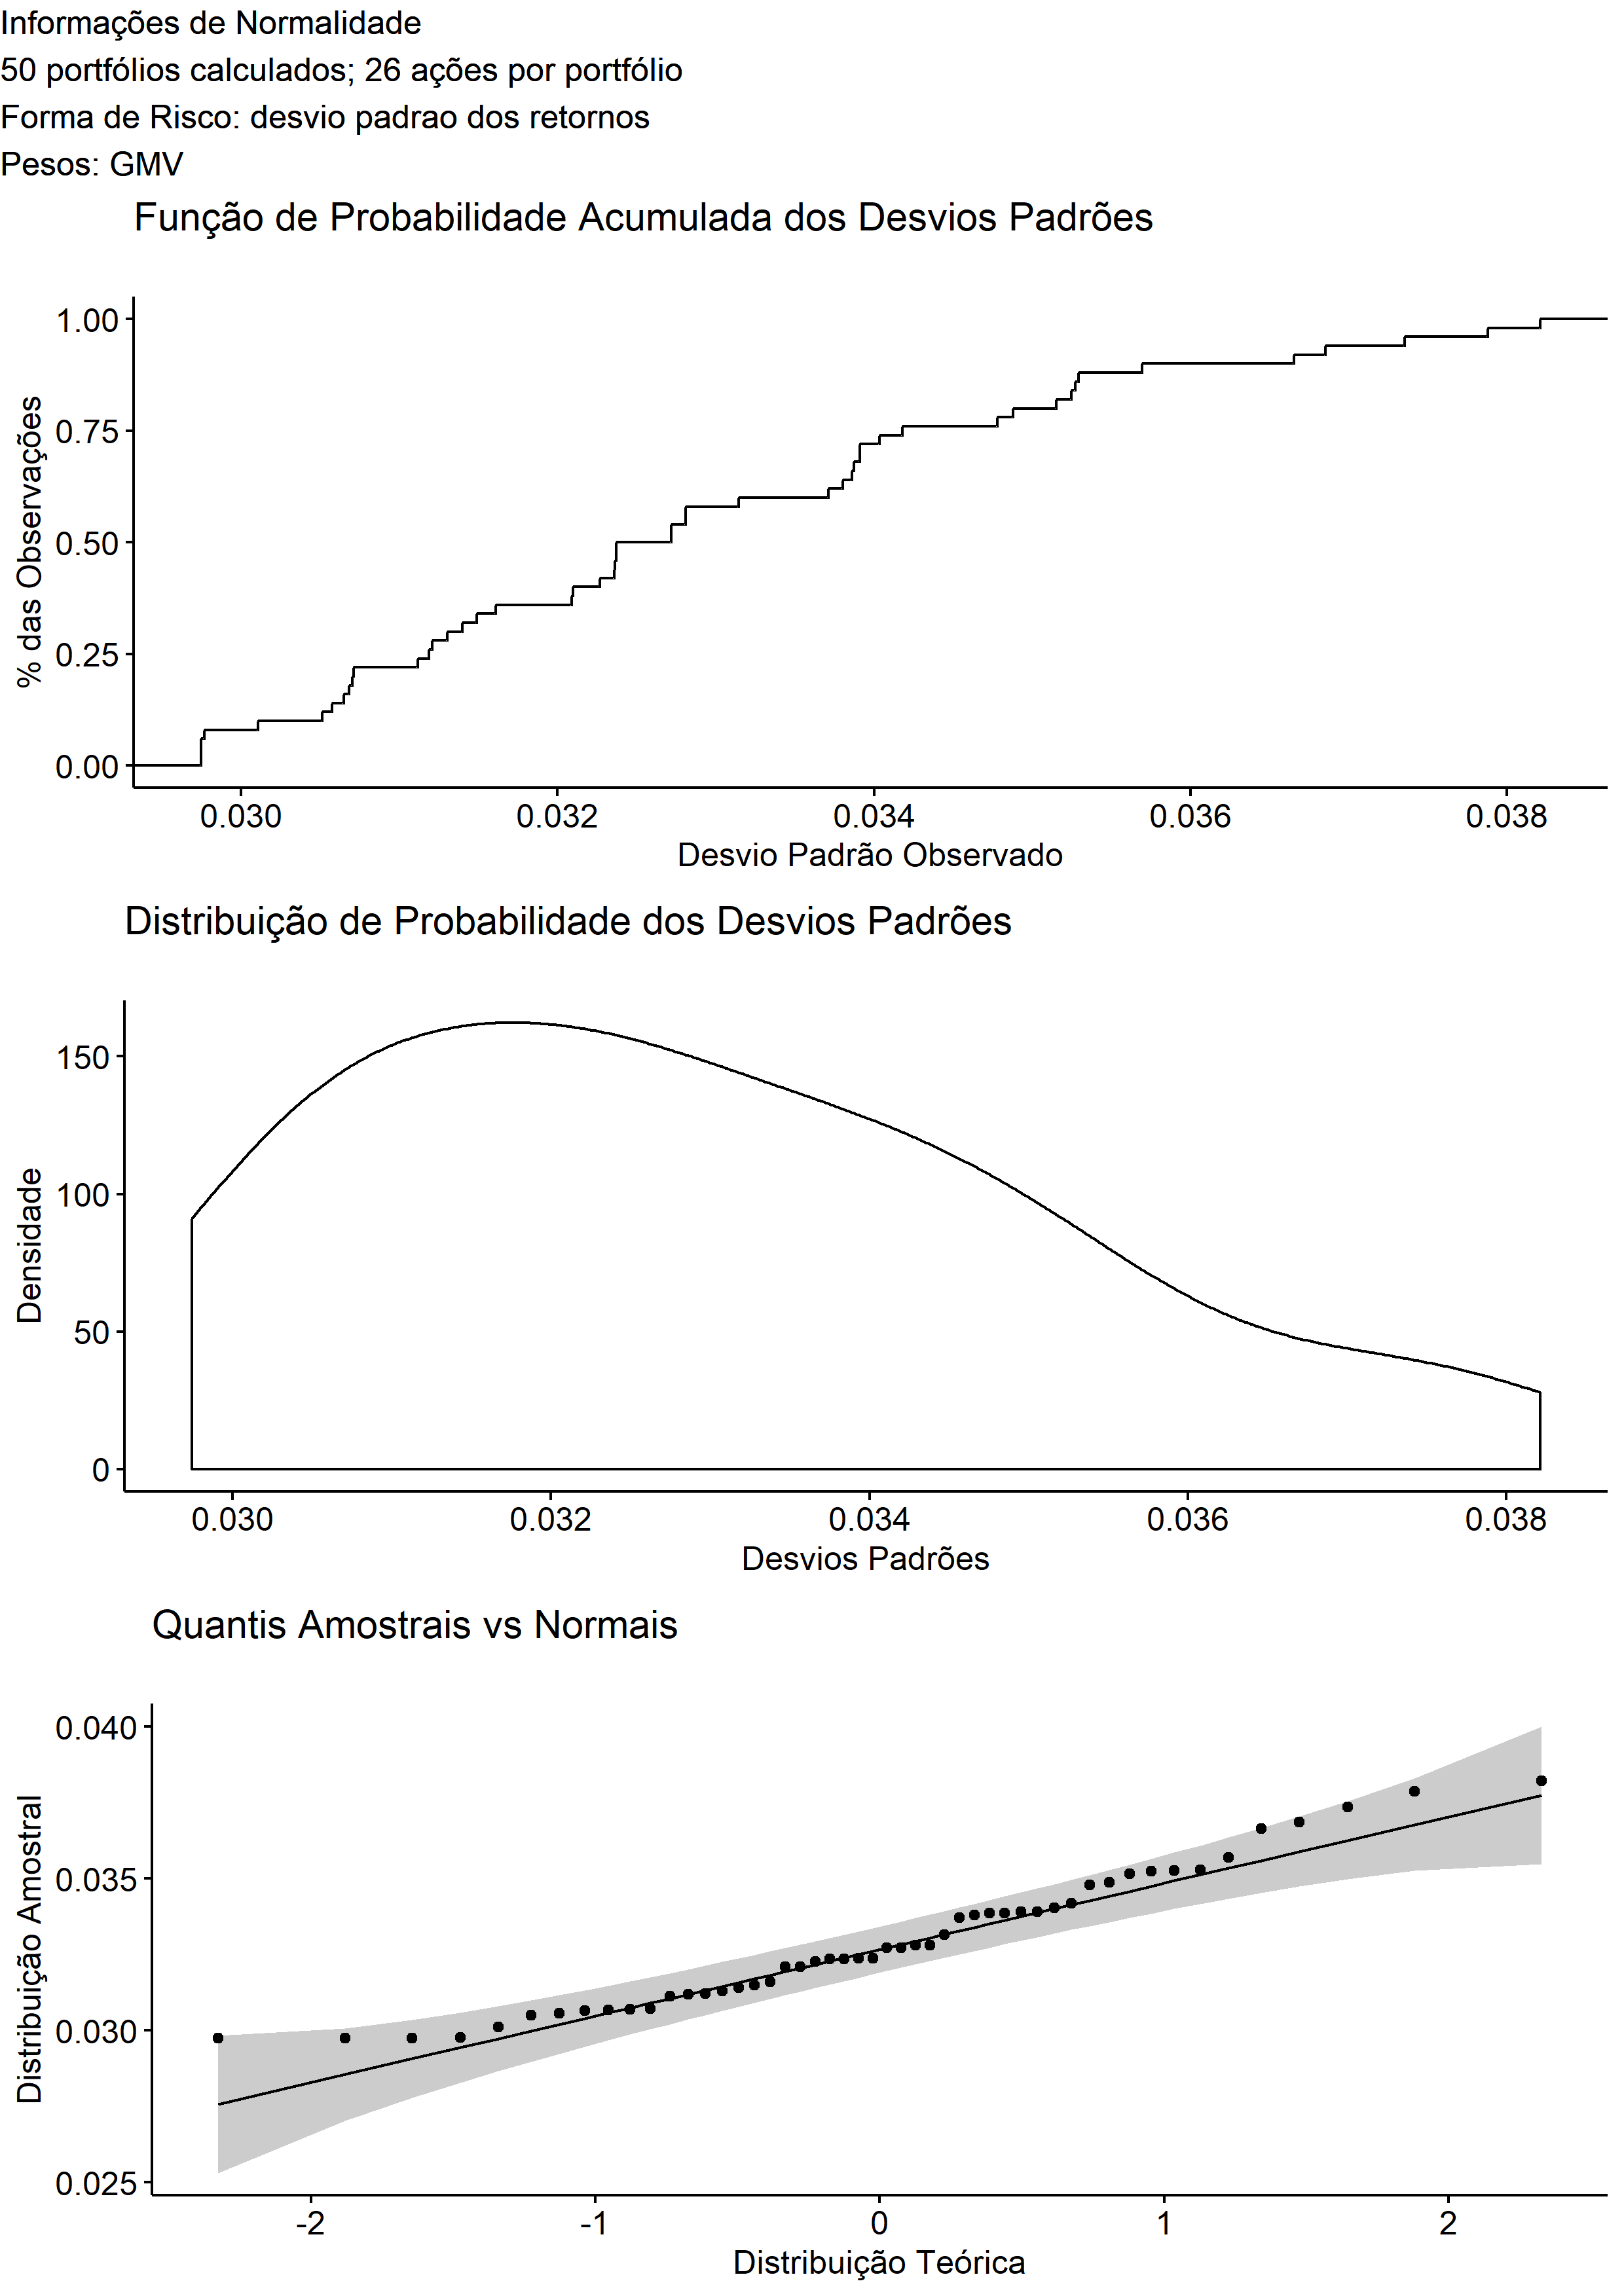 Informações de Normalidade
50 portfólios calculados; 26 ações por portfólio
Forma de Risco: desvio padrao dos retornos
Pesos: GMV
Função de Probabilidade Acumulada dos Desvios Padrões
1.00
0.75
0.50
0.25
0.00
% das Observações
0.030 0.032 0.034 0.036 0.038
Desvio Padrão Observado
Distribuição de Probabilidade dos Desvios Padrões
150
100
50
0
Densidade
0.030 0.032 0.034 0.036 0.038
Desvios Padrões
Quantis Amostrais vs Normais
0.040
0.035
0.030
0.025
Distribuição Amostral
-2 -1 0 1 2
Distribuição Teórica